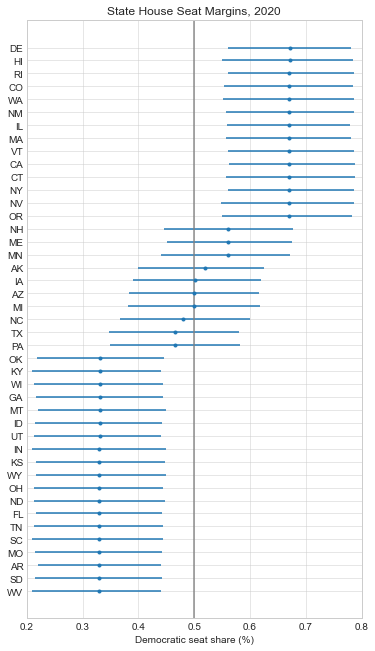 State House Seat Margins, 2020
DE
HI
RI
CO
WA
NM
IL
MA
VT
CA
CT
NY
NV
OR
NH
ME
MN
AK
IA
AZ
MI
NC
TX
PA
OK
KY
WI
GA
MT
ID
UT
IN
KS
WY
OH
ND
FL
TN
SC
MO
AR
SD
WV
0.2 0.3 0.4 0.5 0.6 0.7 0.8
Democratic seat share (%)